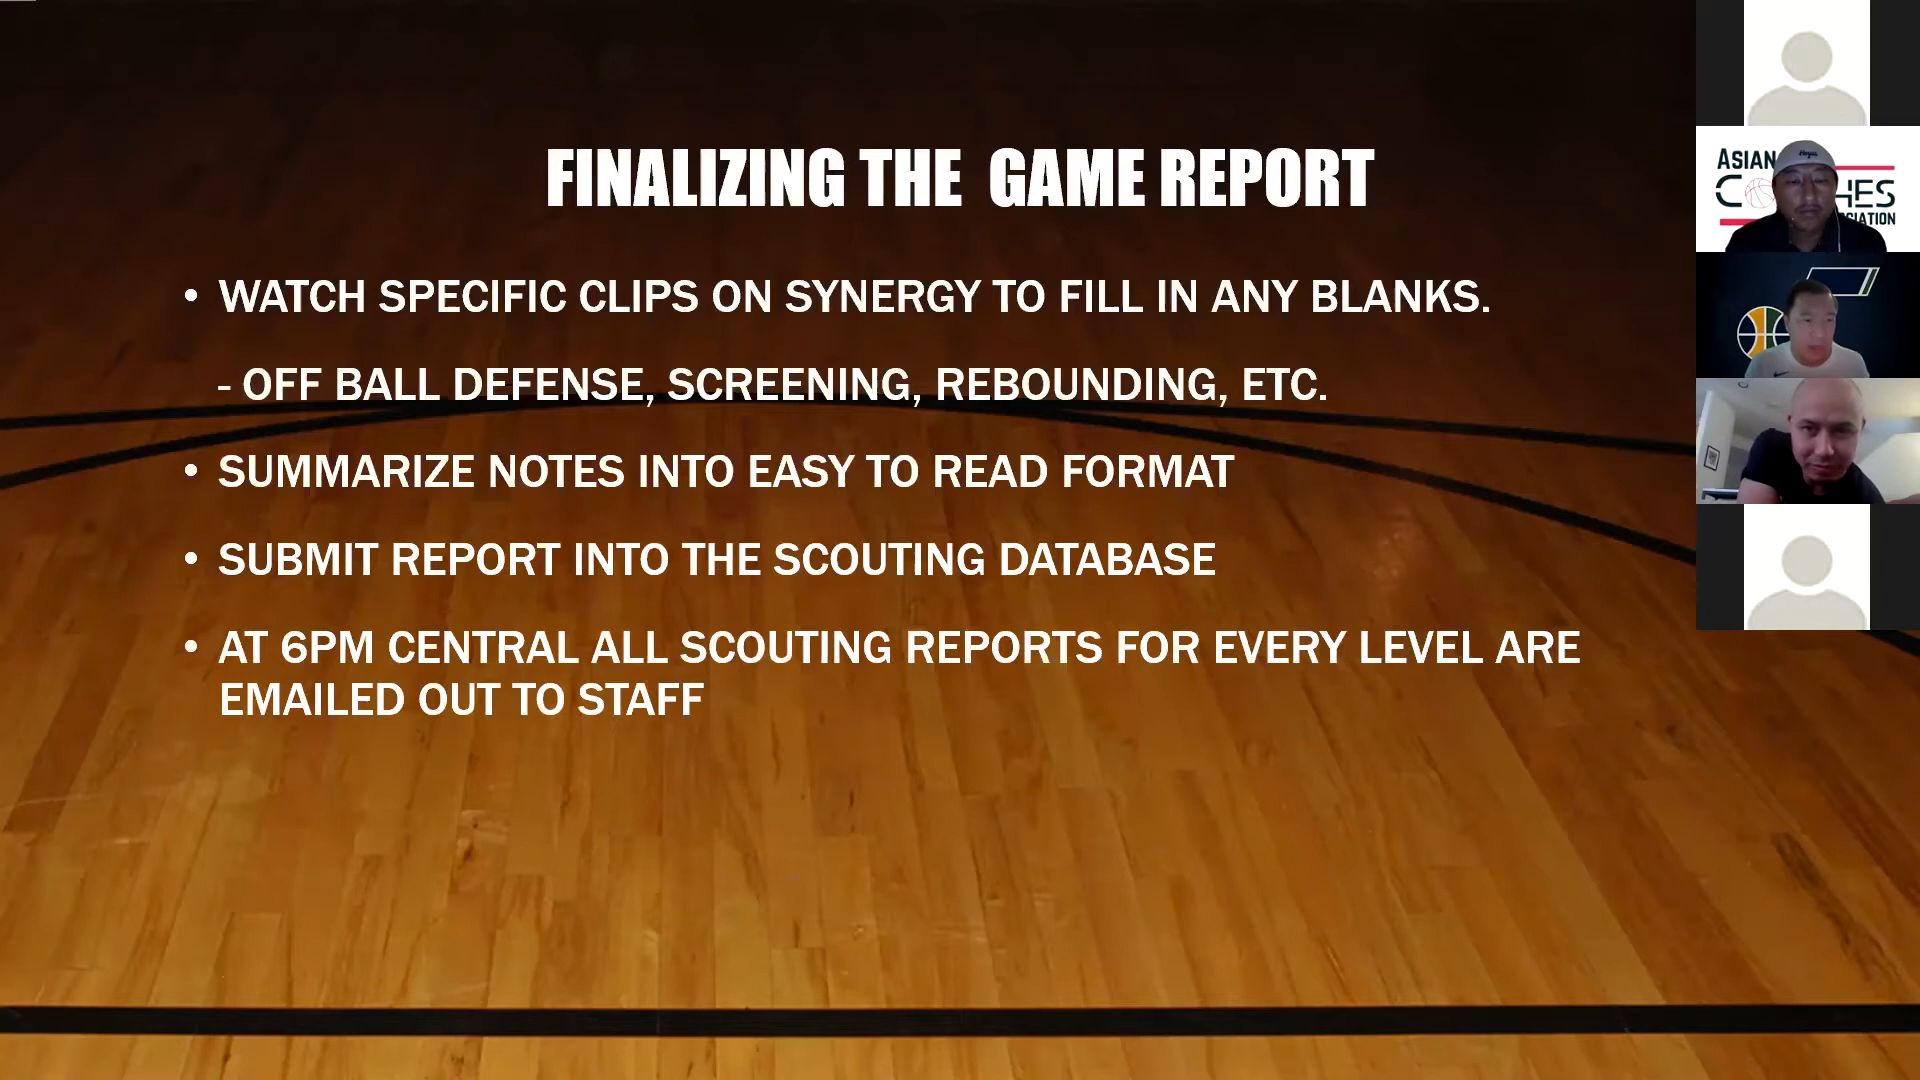 FINALIZING THE GAME REPORT
• WATCH SPECIFIC CLIPS ON SYNERGY TO FILL IN ANY BLANKS.
- OFF BALL DEFENSE, SCREENING, REBOUNDING, ETC.
• SUMMARIZE NOTES INTO EASY TO READ FORMAT
• SUBMIT REPORT INTO THE SCOUTING DATABASE
• AT 6PM CENTRAL ALL SCOUTING REPORTS FOR EVERY LEVEL ARE
EMAILED OUT TO STAFF
ASIAN